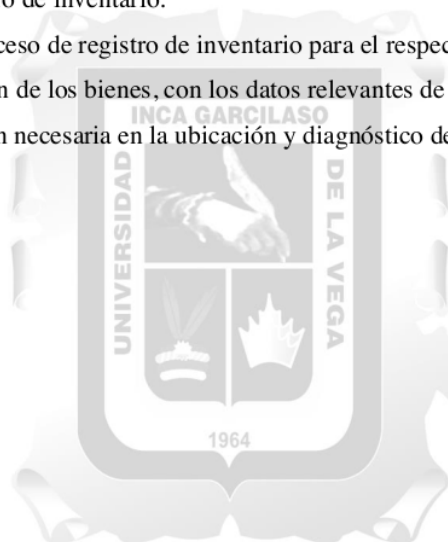 o de inventario.
ceso de registro de inventario para el respec
n de los bienes, con los datos relevantes de
n necesaria en la ubicación y diagnóstico de
INCA GARCILASO
UNIVERSIDAD
DE LA VEGA
1964